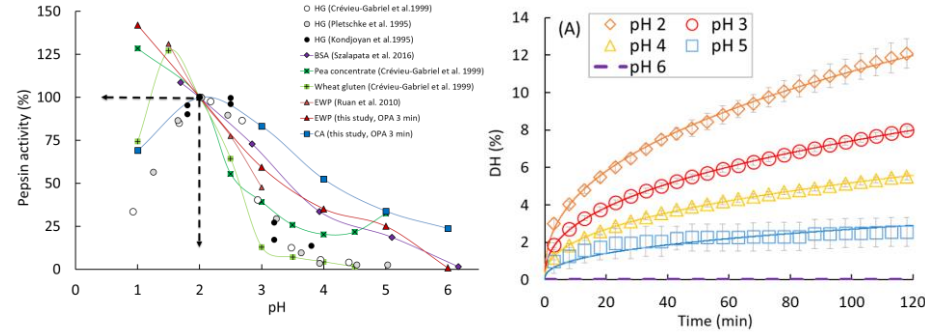 HG (Crévieu-Gabriel et al.1999)
HG (Pletschke et al. 1995)
HG (Kondjoyan et al.1995)
BSA (Szalapata et al. 2016)
Pea concentrate (Crévieu-Gabriel et al. 1999)
Wheat gluten (Crévieu-Gabriel et al. 1999)
EWP (Ruan et al. 2010)
EWP (this study, OPA 3 min)
CA (this study, OPA 3 min)
Pepsin activity (%)
150
125
100
75
50
25
0
0 1 2 3 4 5 6
pH
(A)
pH 2 pH 3
pH 4 pH 5
pH 6
DH (%)
14
12
10
8
6
4
2
0
0 20 40 60 80 100 120
Time (min)